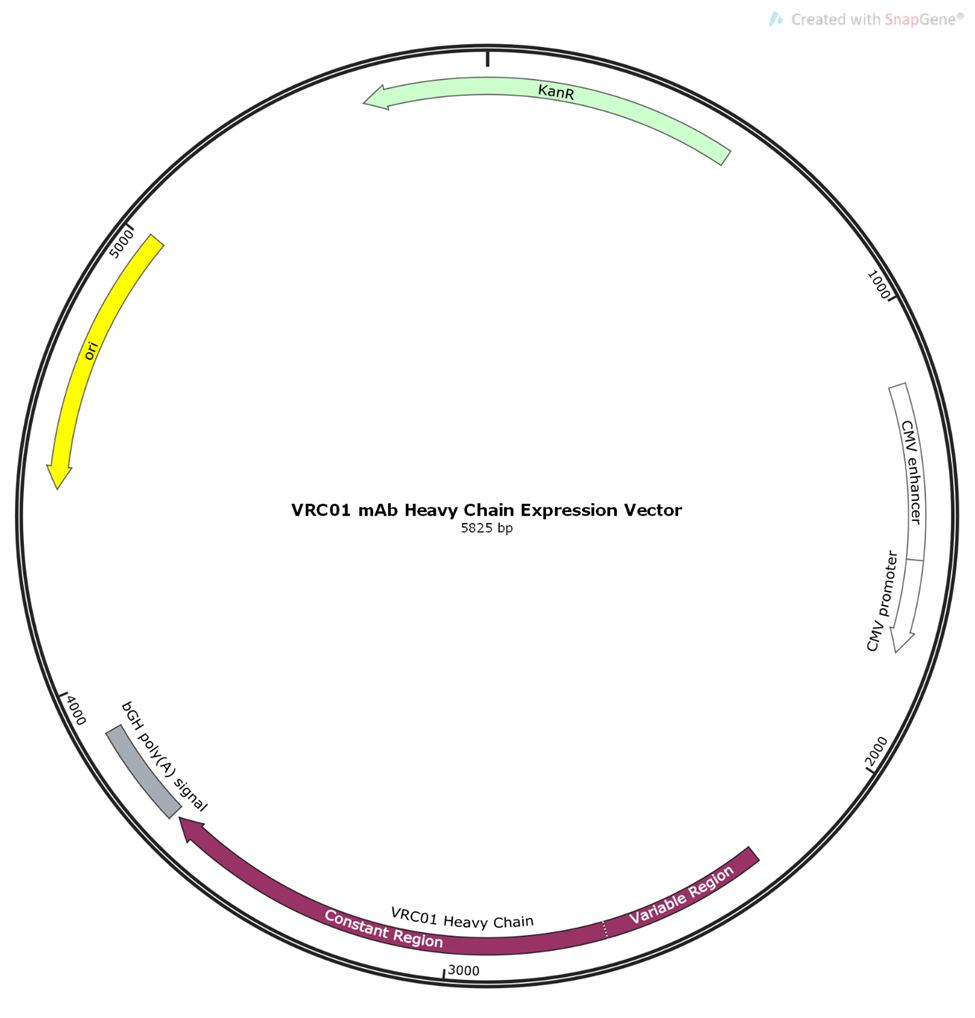 Created with SnapGene®
KanR
1000
CMV enhancer
CMV promoter
2000
Variable Region
VRC01 Heavy Chain
Constant Region
3000
bGH poly(A) signal
4000
ori
5000
VRC01 mAb Heavy Chain Expression Vector
5825 bp